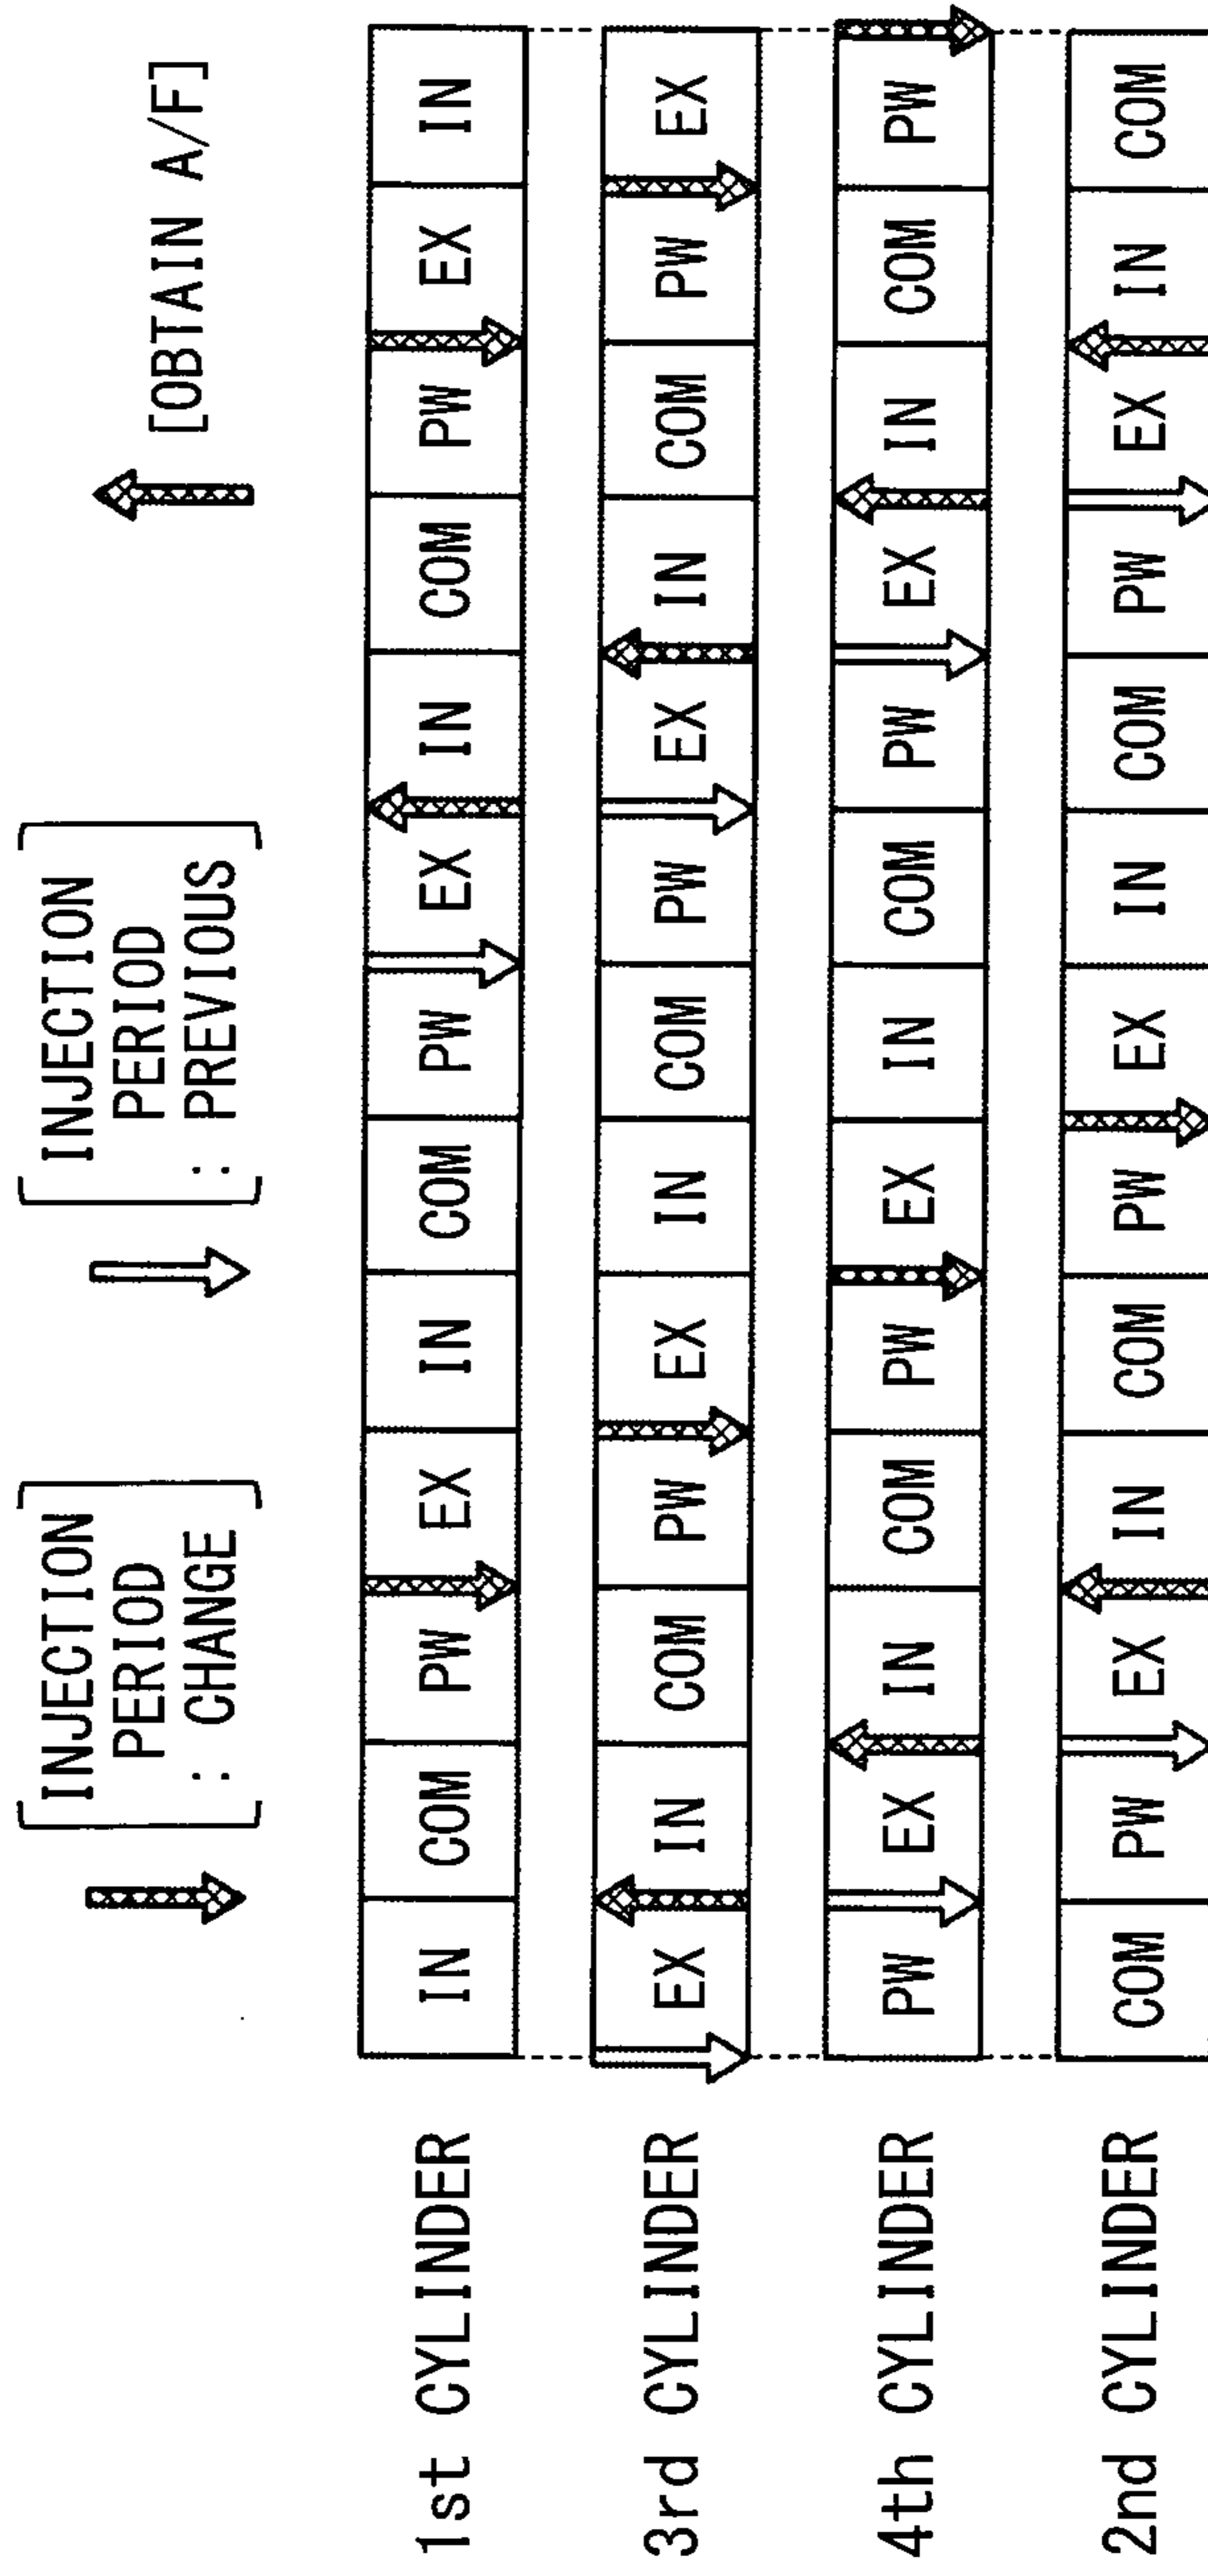 [INJECTION
PERIOD
: CHANGE]
[INJECTION
PERIOD
: PREVIOUS]
[OBTAIN A/F]
1st CYLINDER IN COM PW EX IN COM PW EX IN COM PW EX IN
3rd CYLINDER EX IN COM PW EX IN COM PW EX IN COM PW EX
4th CYLINDER PW EX IN COM PW EX IN COM PW EX IN COM PW
2nd CYLINDER COM PW EX IN COM PW EX IN COM PW EX IN COM